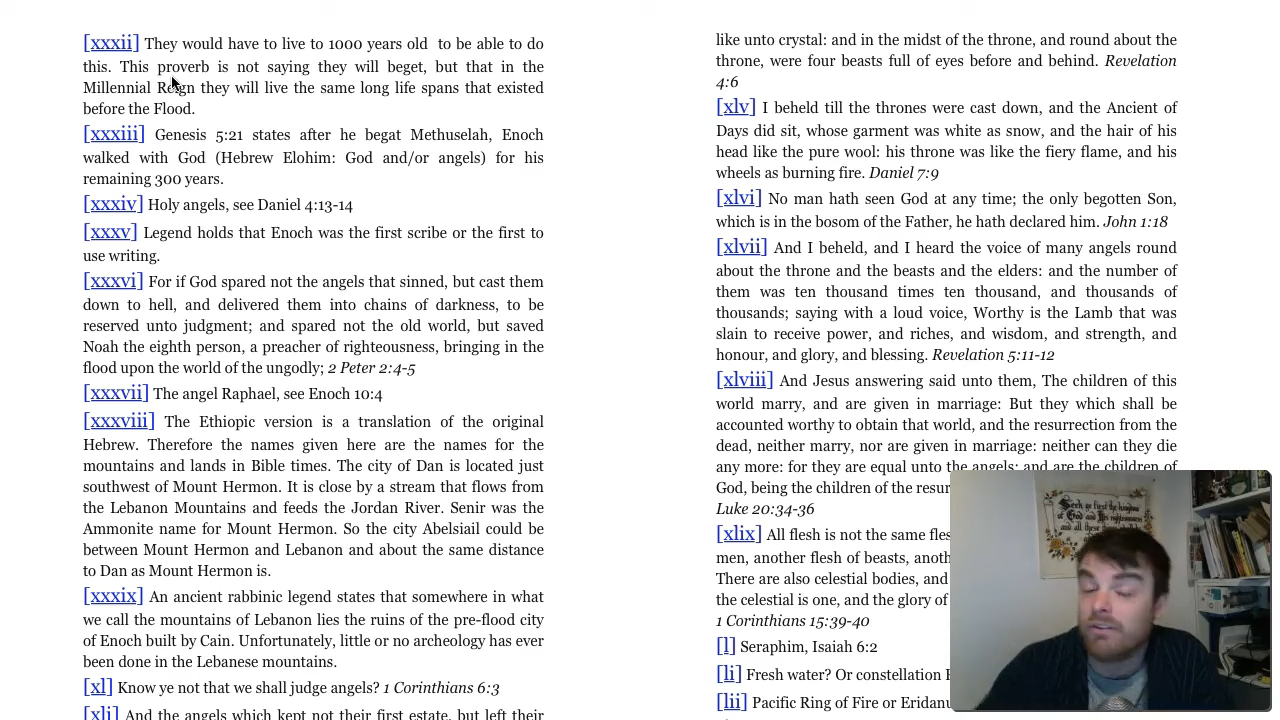 [xxxii] They would have to live to 1000 years old to be able to do
this. This proverb is not saying they will beget, but that in the
Millennial Reign they will live the same long life spans that existed
before the Flood.
[xxxiii] Genesis 5:21 states after he begat Methuselah, Enoch
walked with God (Hebrew Elohim: God and/or angels) for his
remaining 300 years.
[xxxiv] Holy angels, see Daniel 4:13-14
[xxxv] Legend holds that Enoch was the first scribe or the first to
use writing.
[xxxvi] For if God spared not the angels that sinned, but cast them
down to hell, and delivered them into chains of darkness, to be
reserved unto judgment; and spared not the old world, but saved
Noah the eighth person, a preacher of righteousness, bringing in the
flood upon the world of the ungodly; 2 Peter 2:4-5
[xxxvii] The angel Raphael, see Enoch 10:4
[xxxviii] The Ethiopic version is a translation of the original
Hebrew. Therefore the names given here are the names for the
mountains and lands in Bible times. The city of Dan is located just
southwest of Mount Hermon. It is close by a stream that flows from
the Lebanon Mountains and feeds the Jordan River. Senir was the
Ammonite name for Mount Hermon. So the city Abelsiail could be
between Mount Hermon and Lebanon and about the same distance
to Dan as Mount Hermon is.
[xxxix] An ancient rabbinic legend states that somewhere in what
we call the mountains of Lebanon lies the ruins of the pre-flood city
of Enoch built by Cain. Unfortunately, little or no archeology has ever
been done in the Lebanese mountains.
[xl] Know ye not that we shall judge angels? 1 Corinthians 6:3
[xli] And the angels which kept not their first estate, but left their
like unto crystal: and in the midst of the throne, and round about the
throne, were four beasts full of eyes before and behind. Revelation
4:6
[xlv] I beheld till the thrones were cast down, and the Ancient of
Days did sit, whose garment was white as snow, and the hair of his
head like the pure wool: his throne was like the fiery flame, and his
wheels as burning fire. Daniel 7:9
[xlvi] No man hath seen God at any time; the only begotten Son,
which is in the bosom of the Father, he hath declared him. John 1:18
[xlvii] And I beheld, and I heard the voice of many angels round
about the throne and the beasts and the elders: and the number of
them was ten thousand times ten thousand, and thousands of
thousands; saying with a loud voice, Worthy is the Lamb that was
slain to receive power, and riches, and wisdom, and strength, and
honour, and glory, and blessing. Revelation 5:11-12
[xlviii] And Jesus answering said unto them, The children of this
world marry, and are given in marriage: But they which shall be
accounted worthy to obtain that world, and the resurrection from the
dead, neither marry, nor are given in marriage: neither can they die
any more: for they are equal unto the angels; and are the children of
God, being the children of the
Luke 20:34-36
[xlix] All flesh is not the same
men, another flesh of beasts,
There are also celestial bodies, and
the celestial is one, and the glory of
1 Corinthians 15:39-40
[l] Seraphim, Isaiah 6:2
[li] Fresh water? Or constellation
[lii] Pacific Ring of Fire or
Seek ye first the kingdom
of God and His righteousness
and all these